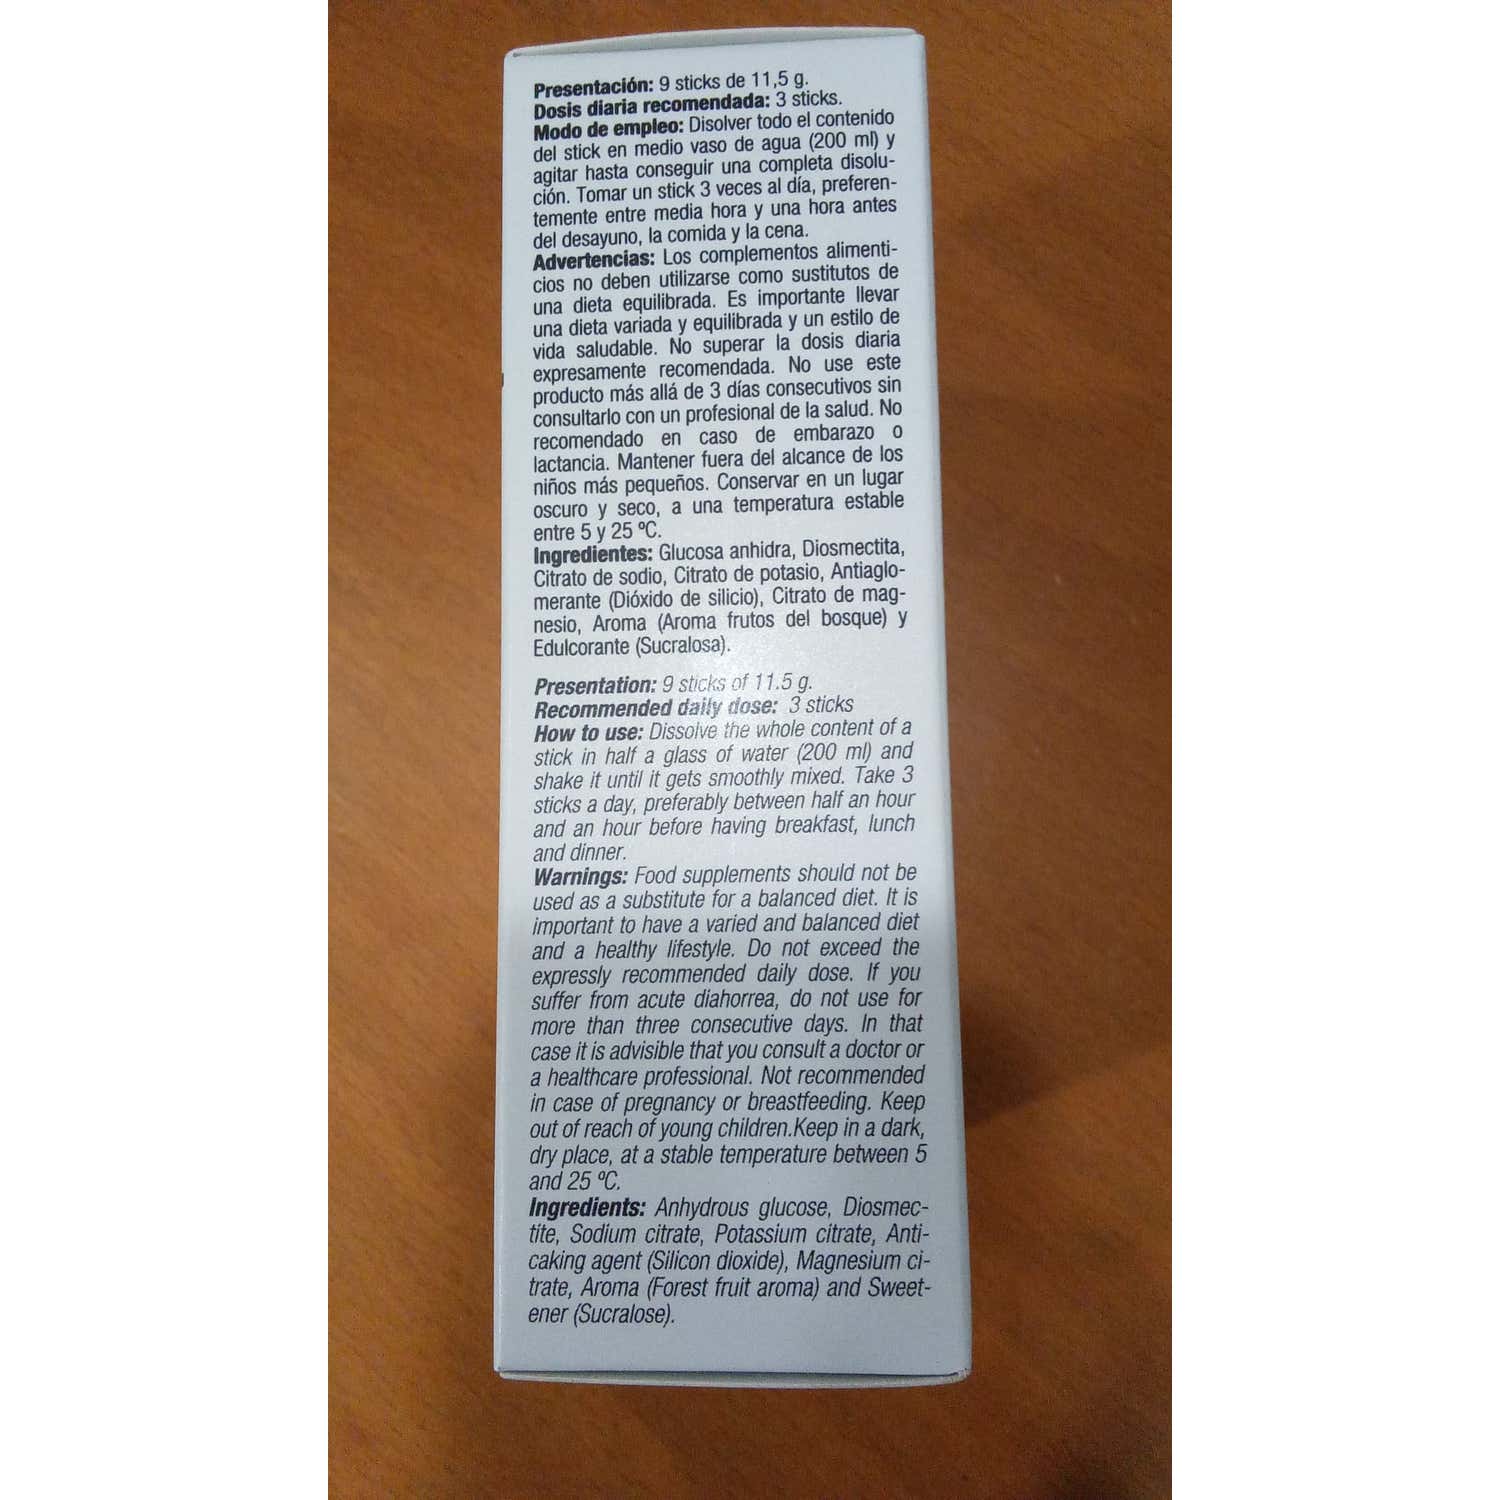 Presentación: 9 sticks de 11,5 g.
Dosis diaria recomendada: 3 sticks.
Modo de empleo: Disolver todo el contenido
del stick en medio vaso de agua (200 ml) y
agitar hasta conseguir una completa disolu-
ción. Tomar un stick 3 veces al día, preferen-
temente entre media hora y una hora antes
del desayuno, la comida y la cena.
Advertencias: Los complementos alimenti-
cios no deben utilizarse como sustitutos de
una dieta equilibrada. Es importante llevar
una dieta variada y equilibrada y un estilo de
vida saludable. No superar la dosis diaria
expresamente recomendada. No use este
producto más allá de 3 días consecutivos sin
consultarlo con un profesional de la salud. No
recomendado en caso de embarazo o
lactancia. Mantener fuera del alcance de los
niños más pequeños. Conservar en un lugar
oscuro y seco, a una temperatura estable
entre 5 y 25 ºC.
Ingredientes: Glucosa anhidra, Diosmectita,
Citrato de sodio, Citrato de potasio, Antiaglo-
merante (Dióxido de silicio), Citrato de mag-
nesio, Aroma (Aroma frutos del bosque) y
Edulcorante (Sucralosa).
Presentation: 9 sticks of 11.5 g.
Recommended daily dose: 3 sticks
How to use: Dissolve the whole content of a
stick in half a glass of water (200 ml) and
shake it until it gets smoothly mixed. Take 3
sticks a day, preferably between half an hour
and an hour before having breakfast, lunch
and dinner.
Warnings: Food supplements should not be
used as a substitute for a balanced diet. It is
important to have a varied and balanced diet
and a healthy lifestyle. Do not exceed the
expressly recommended daily dose. If you
suffer from acute diahorrea, do not use for
more than three consecutive days. In that
case it is advisible that you consult a doctor or
a healthcare professional. Not recommended
in case of pregnancy or breastfeeding. Keep
out of reach of young children.Keep in a dark,
dry place, at a stable temperature between 5
and 25 ºC.
Ingredients: Anhydrous glucose, Diosmec-
tite, Sodium citrate, Potassium citrate, Anti-
caking agent (Silicon dioxide), Magnesium ci-
trate, Aroma (Forest fruit aroma) and Sweet-
ener (Sucralose).